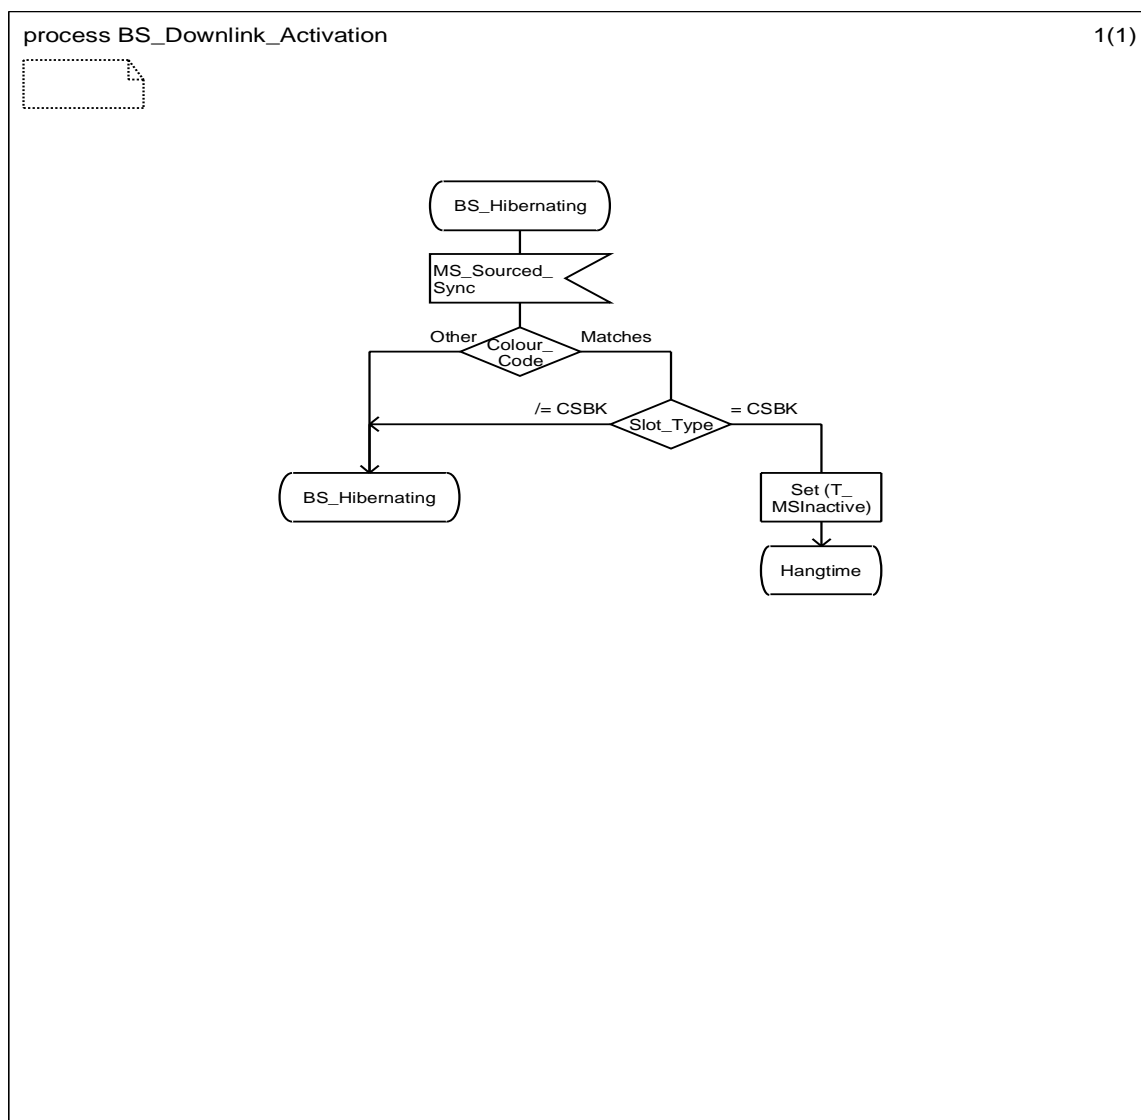 process BS_Downlink_Activation
1(1)
BS_Hibernating
MS_Sourced_
Sync
Other
Colour_
Code
Matches
/= CSBK
Slot_Type
= CSBK
BS_Hibernating
Set (T_
MSInactive)
Hangtime